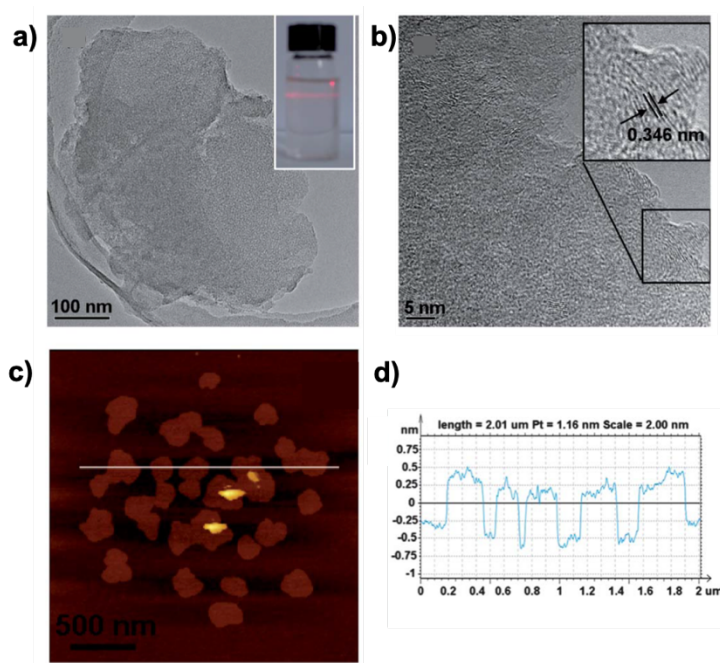 a)
100 nm
b)
0.346 nm
5 nm
c)
500 nm
d)
length = 2.01 um Pt = 1.16 nm Scale = 2.00 nm
nm
0.75
0.5
0.25
0
-0.25
-0.5
-0.75
-1
0 0.2 0.4 0.6 0.8 1 1.2 1.4 1.6 1.8 2 um